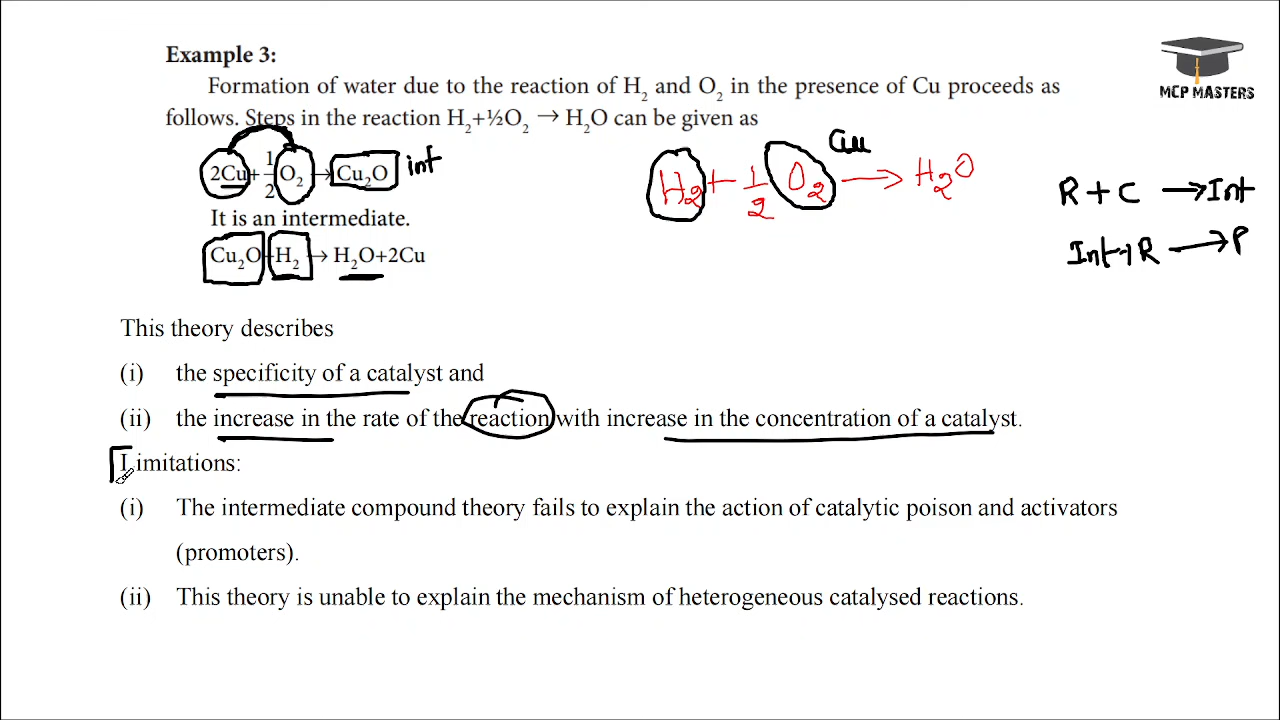 Example 3:
Formation of water due to the reaction of H₂ and O₂ in the presence of Cu proceeds as
follows. Steps in the reaction H₂+½O₂ → H₂O can be given as
2Cu+ 1/2 O₂ → Cu₂O int
It is an intermediate.
Cu₂O+H₂ → H₂O+2Cu
Cu
H₂ + 1/2 O₂ → H₂O
R + C → Int
Int + R → P
MCP MASTERS
This theory describes
(i) the specificity of a catalyst and
(ii) the increase in the rate of the reaction with increase in the concentration of a catalyst.
Limitations:
(i) The intermediate compound theory fails to explain the action of catalytic poison and activators
(promoters).
(ii) This theory is unable to explain the mechanism of heterogeneous catalysed reactions.